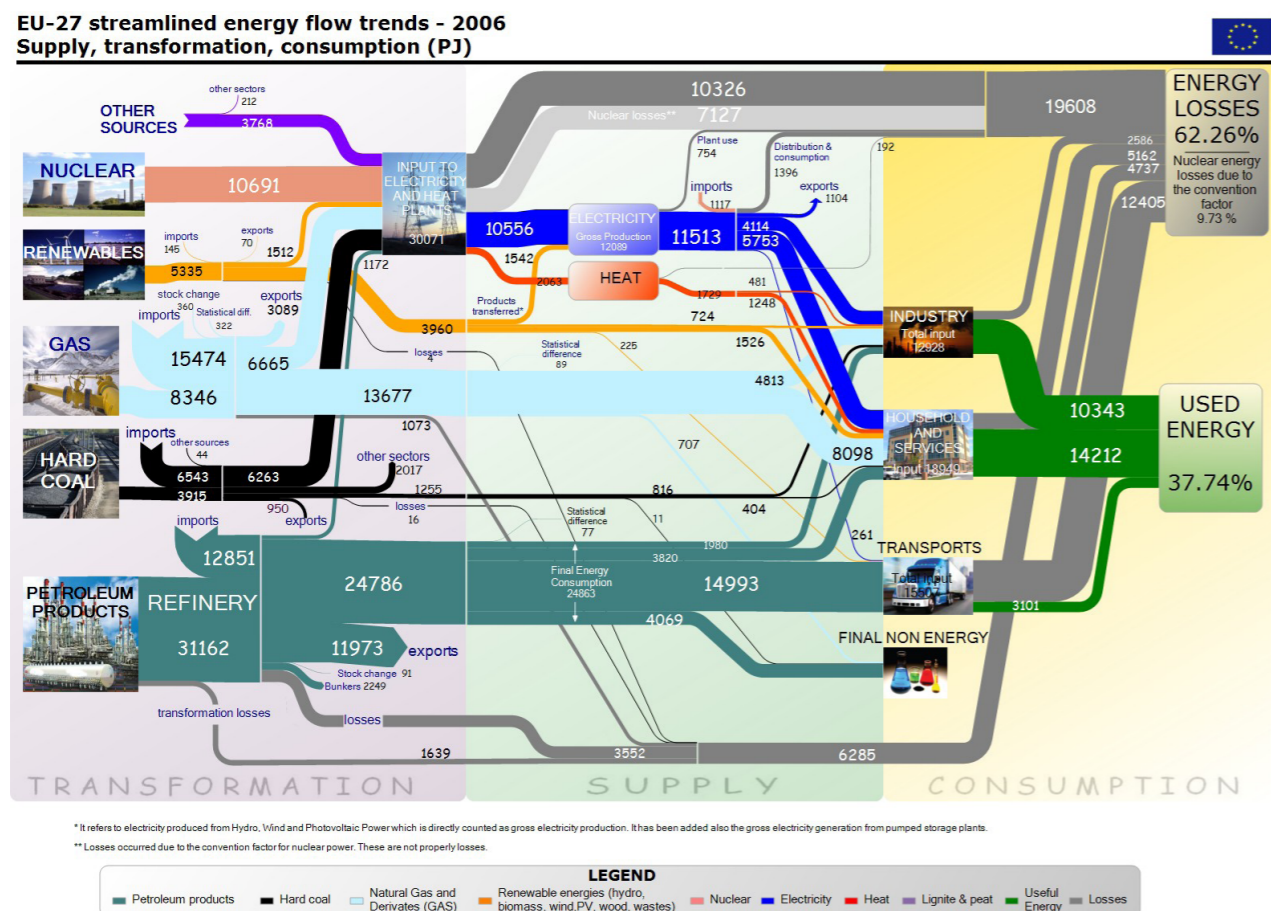 EU-27 streamlined energy flow trends - 2006
Supply, transformation, consumption (PJ)
other sectors
212
OTHER
SOURCES
3768
NUCLEAR
10691
INPUT TO
ELECTRICITY
AND HEAT
PLANTS
30071
imports
145
exports
70
1512
RENEWABLES
5335
1172
stock change
360
Statistical diff.
322
exports
3089
imports
GAS
15474
6665
8346
3960
losses
4
13677
1073
imports
other sources
44
HARD
COAL
6543
6263
3915
other sectors
2017
1255
950
exports
losses
16
imports
12851
PETROLEUM
PRODUCTS
REFINERY
31162
24786
11973
exports
Stock change 91
Bunkers 2249
transformation losses
losses
1639
3552
6285
10326
Nuclear losses**
7127
Plant use
754
Distribution &
consumption
1396
192
imports
1117
exports
1104
10556
ELECTRICITY
Gross Production
12089
11513
4114
5753
1542
2063
HEAT
1729
481
1248
Products
transferred*
724
225
1526
Statistical
difference
89
4813
707
8098
816
404
Statistical
difference
77
11
1980
3820
261
Final Energy
Consumption
24863
14993
4069
INDUSTRY
Total input
12928
HOUSEHOLD
AND
SERVICES
Input 18949
TRANSPORTS
Total input
FINAL NON ENERGY
19608
2586
5162
4737
12405
ENERGY
LOSSES
62.26%
Nuclear energy
losses due to
the convention
factor
9.73 %
10343
14212
3101
USED
ENERGY
37.74%
TRANSFORMATION
SUPPLY
CONSUMPTION
* It refers to electricity produced from Hydro, Wind and Photovoltaic Power which is directly counted as gross electricity production. It has been added also the gross electricity generation from pumped storage plants.
** Losses occurred due to the convention factor for nuclear power. These are not properly losses.
LEGEND
Petroleum products
Hard coal
Natural Gas and
Derivates (GAS)
Renewable energies (hydro,
biomass, wind,PV, wood, wastes)
Nuclear
Electricity
Heat
Lignite & peat
Useful
Energy
Losses